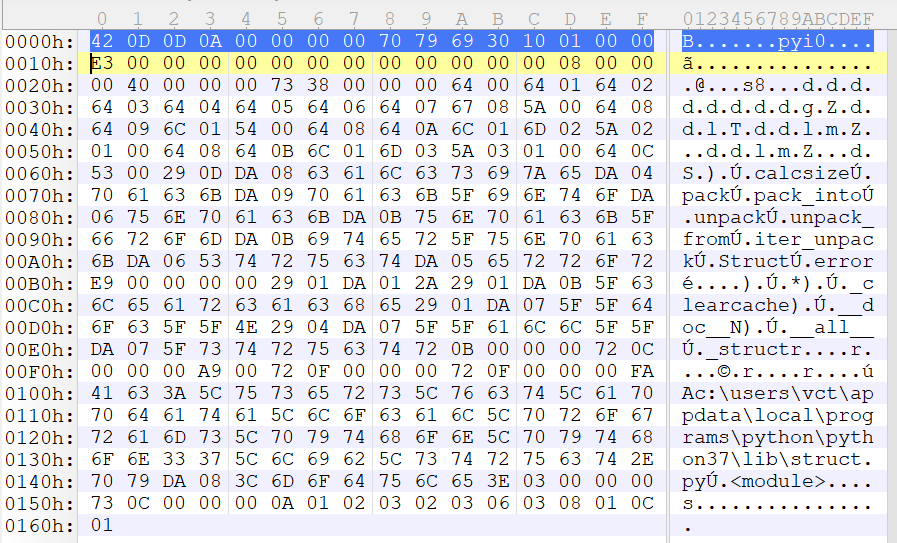 0 1 2 3 4 5 6 7 8 9 A B C D E F 0123456789ABCDEF
0000h: 42 0D 0D 0A 00 00 00 00 70 79 69 30 10 01 00 00 B.......pyi0....
0010h: E3 00 00 00 00 00 00 00 00 00 00 00 00 08 00 00 ã...............
0020h: 00 40 00 00 00 73 38 00 00 00 64 00 64 01 64 02 .@...s8...d.d.d.
0030h: 64 03 64 04 64 05 64 06 64 07 67 08 5A 00 64 08 d.d.d.d.d.g.Z.d.
0040h: 64 09 6C 01 54 00 64 08 64 0A 6C 01 6D 02 5A 02 d.l.T.d.d.l.m.Z.
0050h: 01 00 64 08 64 0B 6C 01 6D 03 5A 03 01 00 64 0C ..d.d.l.m.Z...d.
0060h: 53 00 29 0D DA 08 63 61 6C 63 73 69 7A 65 DA 04 S.).Ú.calcsizeÚ.
0070h: 70 61 63 6B DA 09 70 61 63 6B 5F 69 6E 74 6F DA packÚ.pack_intoÚ
0080h: 06 75 6E 70 61 63 6B DA 0B 75 6E 70 61 63 6B 5F .unpackÚ.unpack_
0090h: 66 72 6F 6D DA 0B 69 74 65 72 5F 75 6E 70 61 63 fromÚ.iter_unpac
00A0h: 6B DA 06 53 74 72 75 63 74 DA 05 65 72 72 6F 72 kÚ.StructÚ.error
00B0h: E9 00 00 00 00 29 01 DA 01 2A 29 01 DA 0B 5F 63 é....).Ú.*).Ú._c
00C0h: 6C 65 61 72 63 61 63 68 65 29 01 DA 07 5F 5F 64 learcache).Ú.__d
00D0h: 6F 63 5F 5F 4E 29 04 DA 07 5F 5F 61 6C 6C 5F 5F oc__N).Ú.__all__
00E0h: DA 07 5F 73 74 72 75 63 74 72 0B 00 00 00 72 0C Ú._structr....r.
00F0h: 00 00 00 A9 00 72 0F 00 00 00 72 0F 00 00 00 FA ...©.r....r....ú
0100h: 41 63 3A 5C 75 73 65 72 73 5C 76 63 74 5C 61 70 Ac:\users\vct\ap
0110h: 70 64 61 74 61 5C 6C 6F 63 61 6C 5C 70 72 6F 67 pdata\local\prog
0120h: 72 61 6D 73 5C 70 79 74 68 6F 6E 5C 70 79 74 68 rams\python\pyth
0130h: 6F 6E 33 37 5C 6C 69 62 5C 73 74 72 75 63 74 2E on37\lib\struct.
0140h: 70 79 DA 08 3C 6D 6F 64 75 6C 65 3E 03 00 00 00 pyÚ.<module>....
0150h: 73 0C 00 00 00 0A 01 02 03 02 03 06 03 08 01 0C s...............
0160h: 01 .